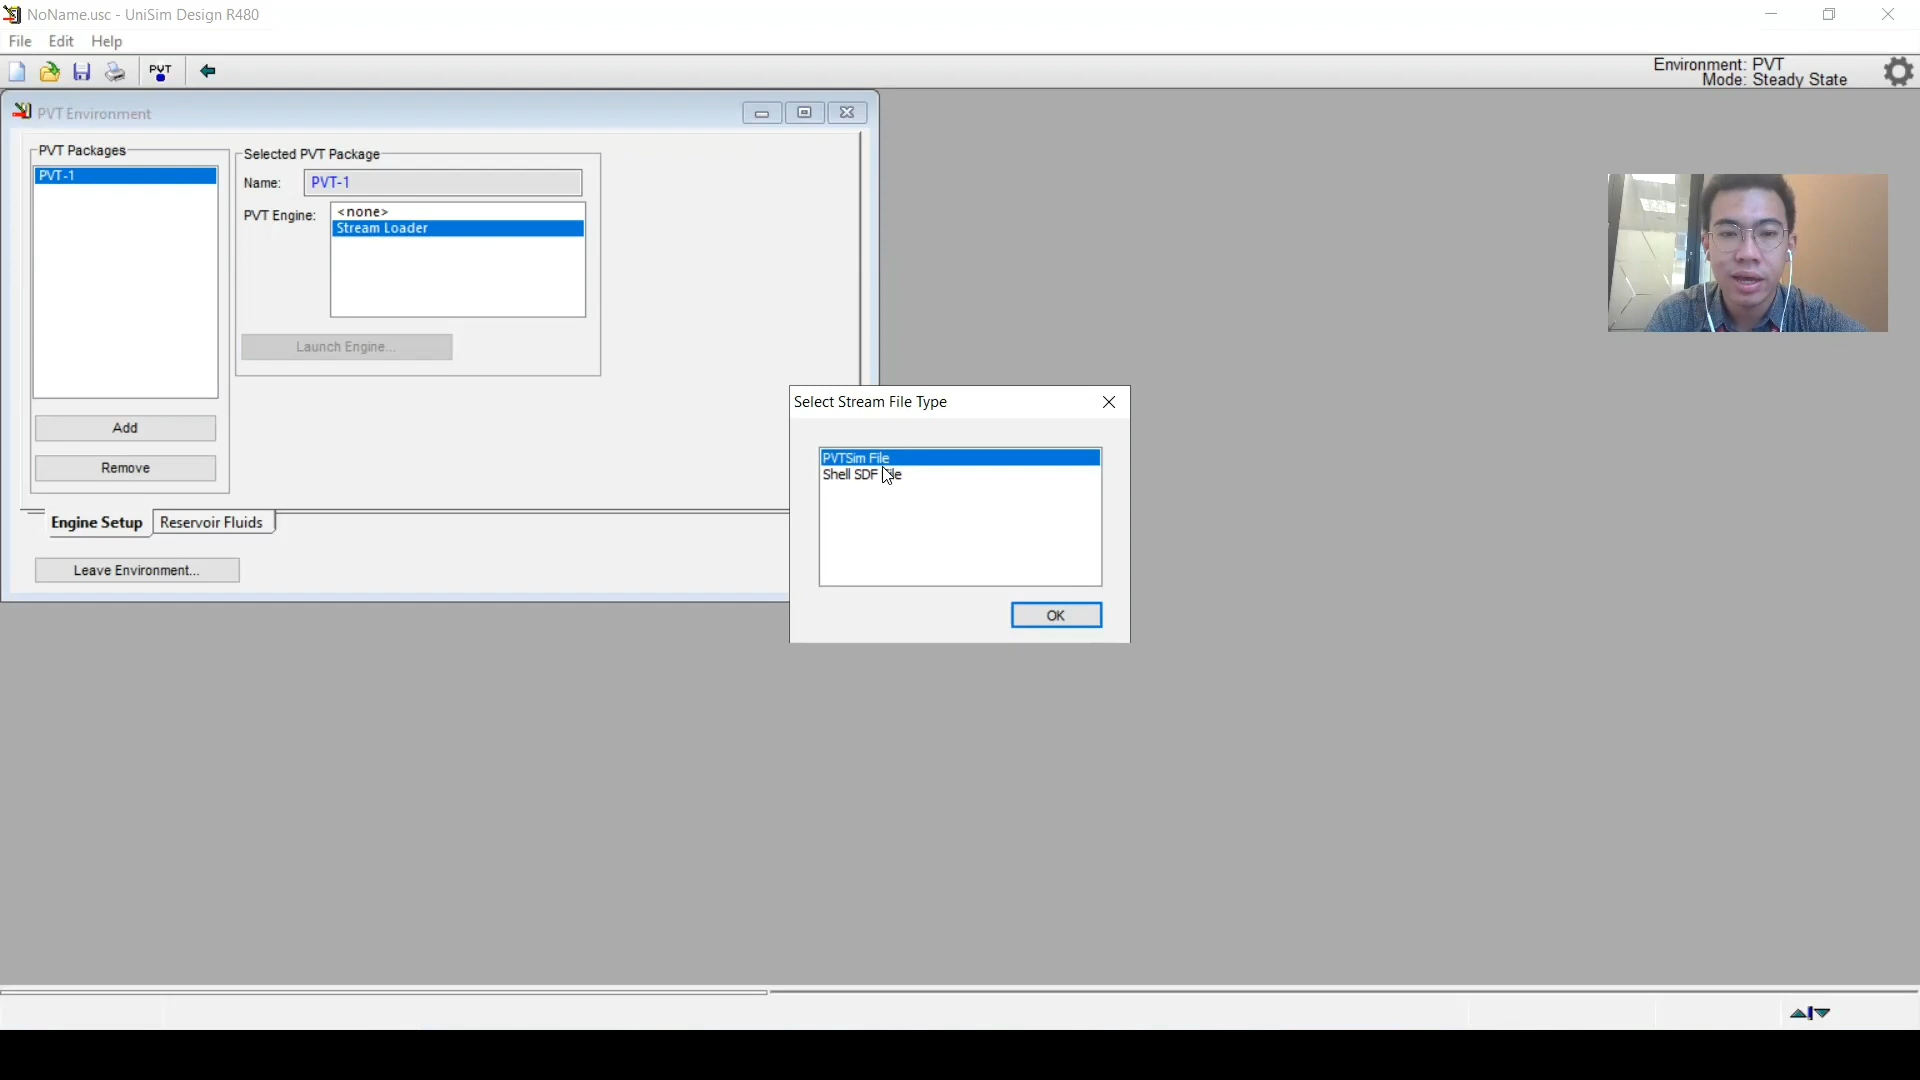 NoName.usc - UniSim Design R480
File Edit Help
PVT
Environment: PVT
Mode: Steady State
PVT Environment
PVT Packages
PVT-1
Selected PVT Package
Name: PVT-1
PVT Engine:
<none>
Stream Loader
Launch Engine...
Add
Remove
Engine Setup Reservoir Fluids
Leave Environment...
Select Stream File Type
PVTSim File
Shell SDF File
OK